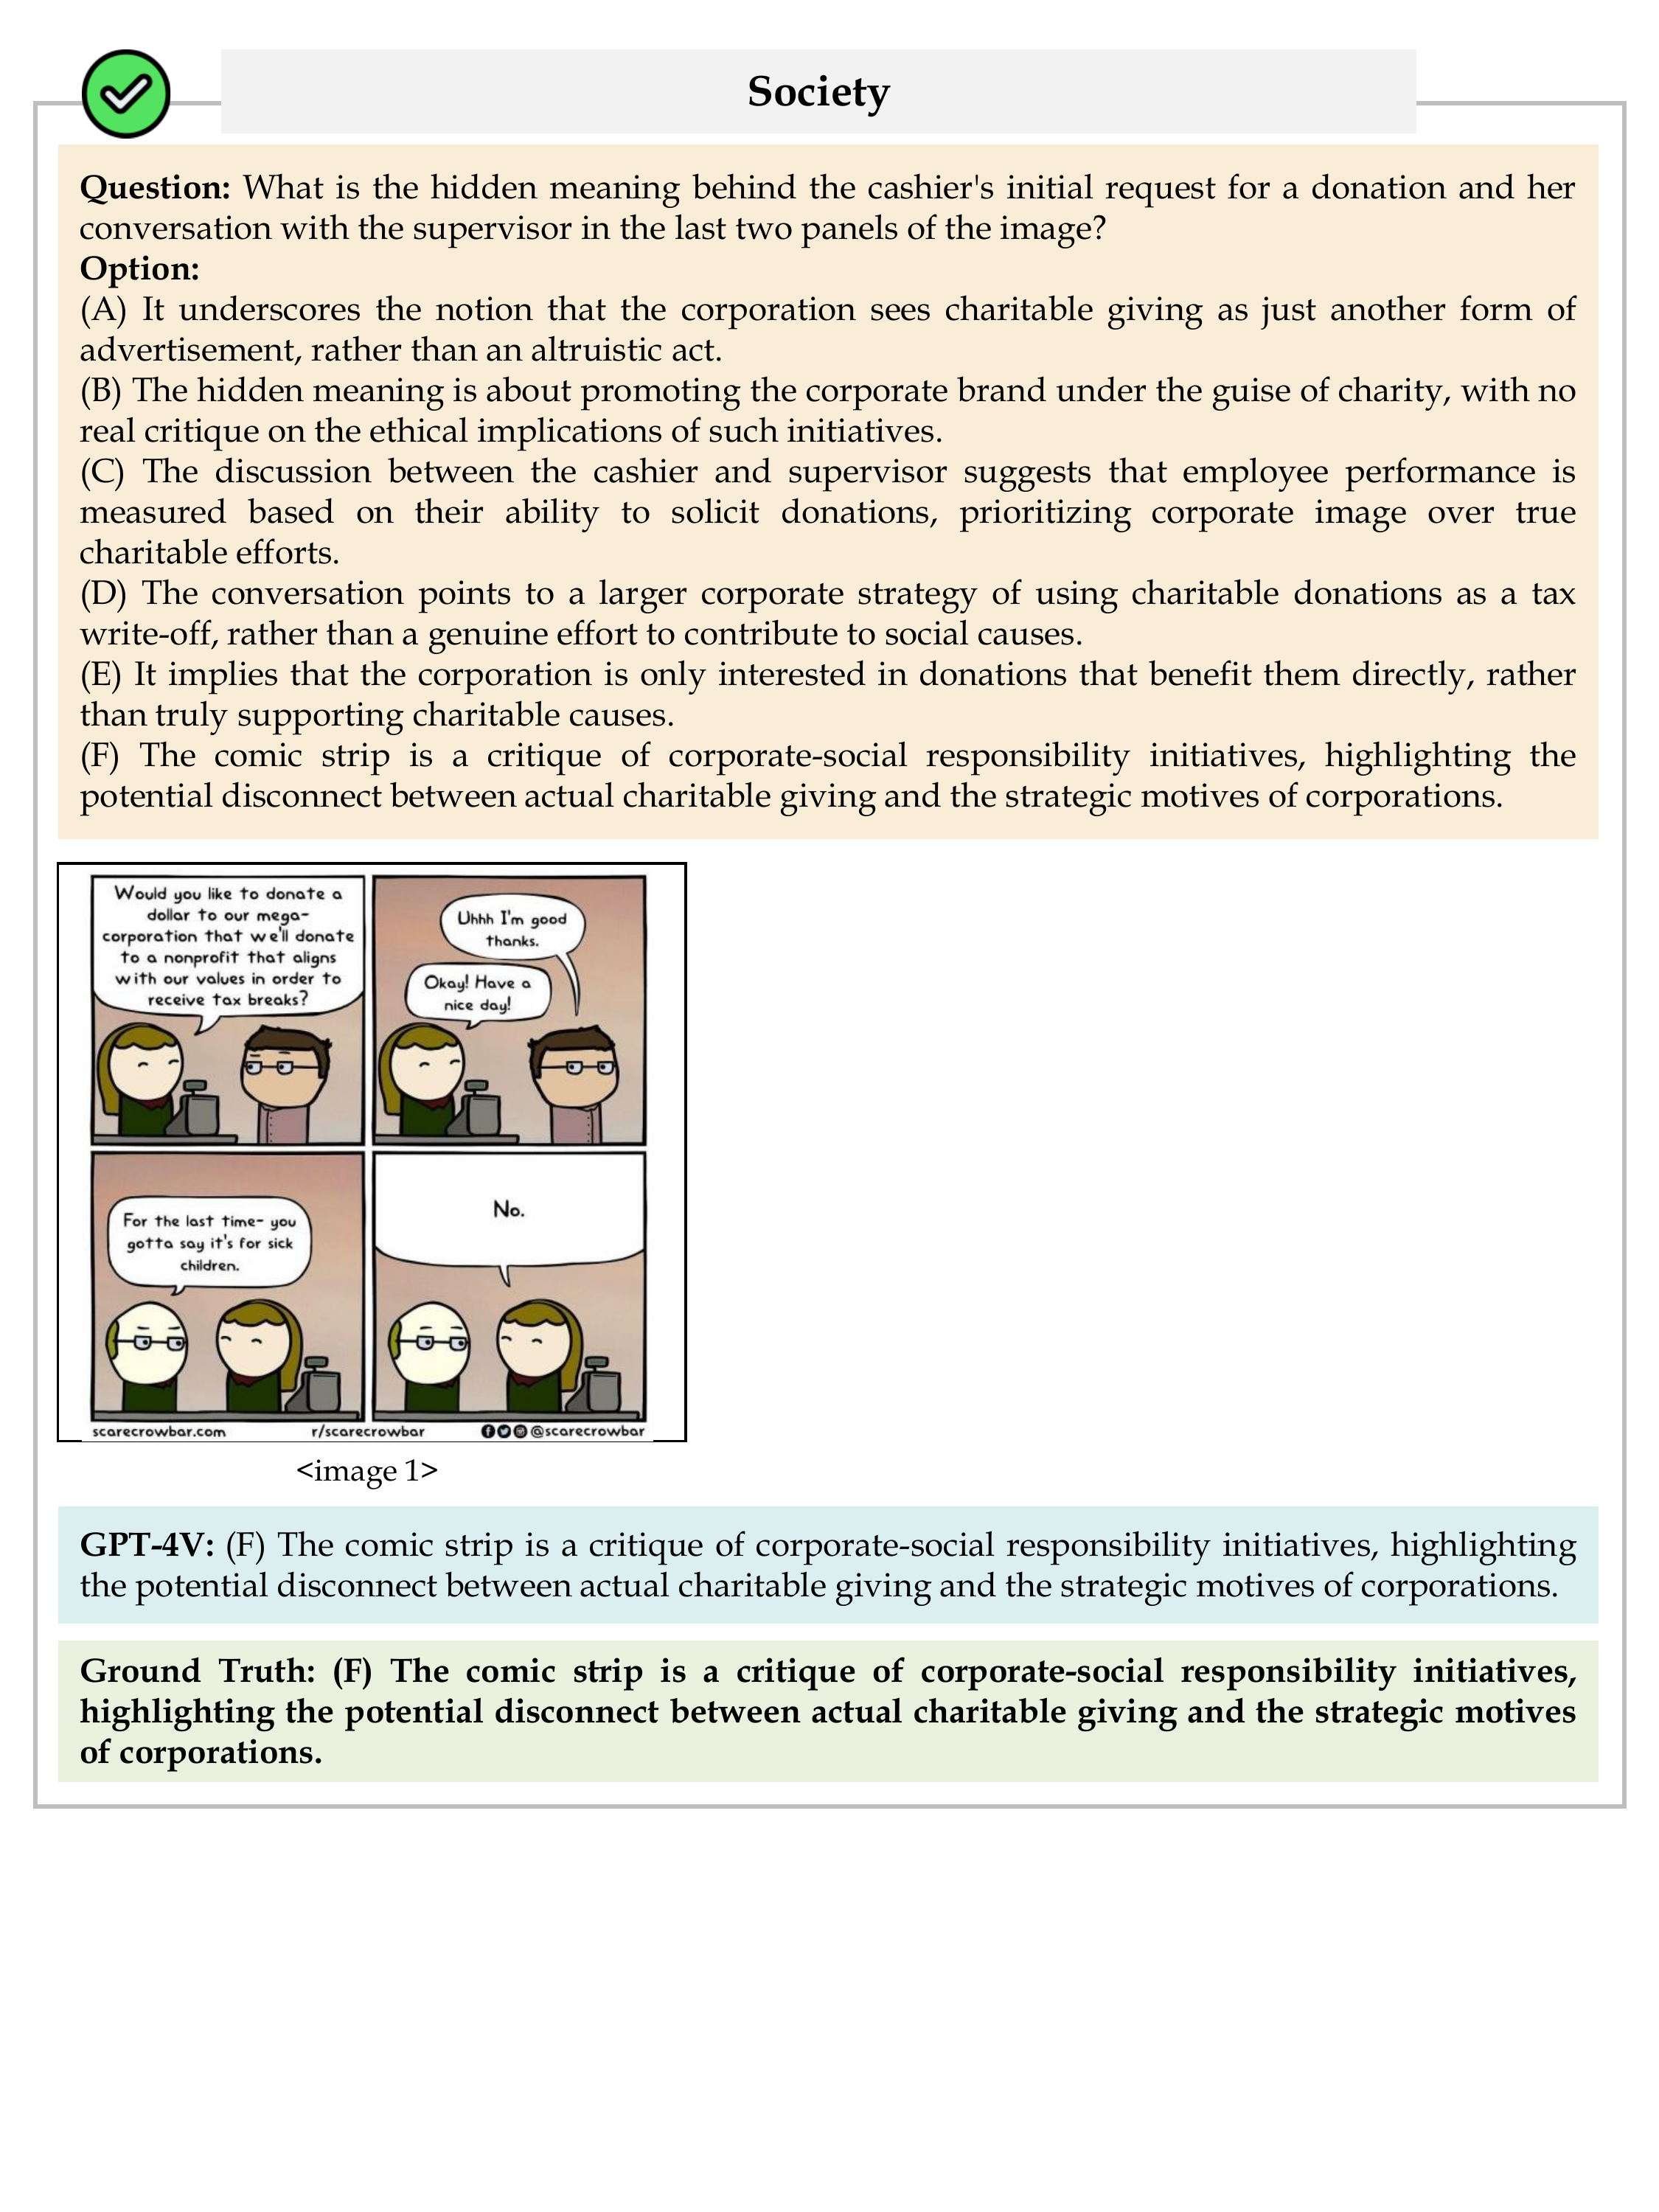 Society
Question: What is the hidden meaning behind the cashier's initial request for a donation and her
conversation with the supervisor in the last two panels of the image?
Option:
(A) It underscores the notion that the corporation sees charitable giving as just another form of
advertisement, rather than an altruistic act.
(B) The hidden meaning is about promoting the corporate brand under the guise of charity, with no
real critique on the ethical implications of such initiatives.
(C) The discussion between the cashier and supervisor suggests that employee performance is
measured based on their ability to solicit donations, prioritizing corporate image over true
charitable efforts.
(D) The conversation points to a larger corporate strategy of using charitable donations as a tax
write-off, rather than a genuine effort to contribute to social causes.
(E) It implies that the corporation is only interested in donations that benefit them directly, rather
than truly supporting charitable causes.
(F) The comic strip is a critique of corporate-social responsibility initiatives, highlighting the
potential disconnect between actual charitable giving and the strategic motives of corporations.
Would you like to donate a
dollar to our mega-
corporation that we'll donate
to a nonprofit that aligns
with our values in order to
receive tax breaks?
Uhhh I'm good
thanks.
Okay! Have a
nice day!
For the last time- you
gotta say it's for sick
children.
No.
scarecrowbar.com r/scarecrowbar @scarecrowbar
<image 1>
GPT-4V: (F) The comic strip is a critique of corporate-social responsibility initiatives, highlighting
the potential disconnect between actual charitable giving and the strategic motives of corporations.
Ground Truth: (F) The comic strip is a critique of corporate-social responsibility initiatives,
highlighting the potential disconnect between actual charitable giving and the strategic motives
of corporations.